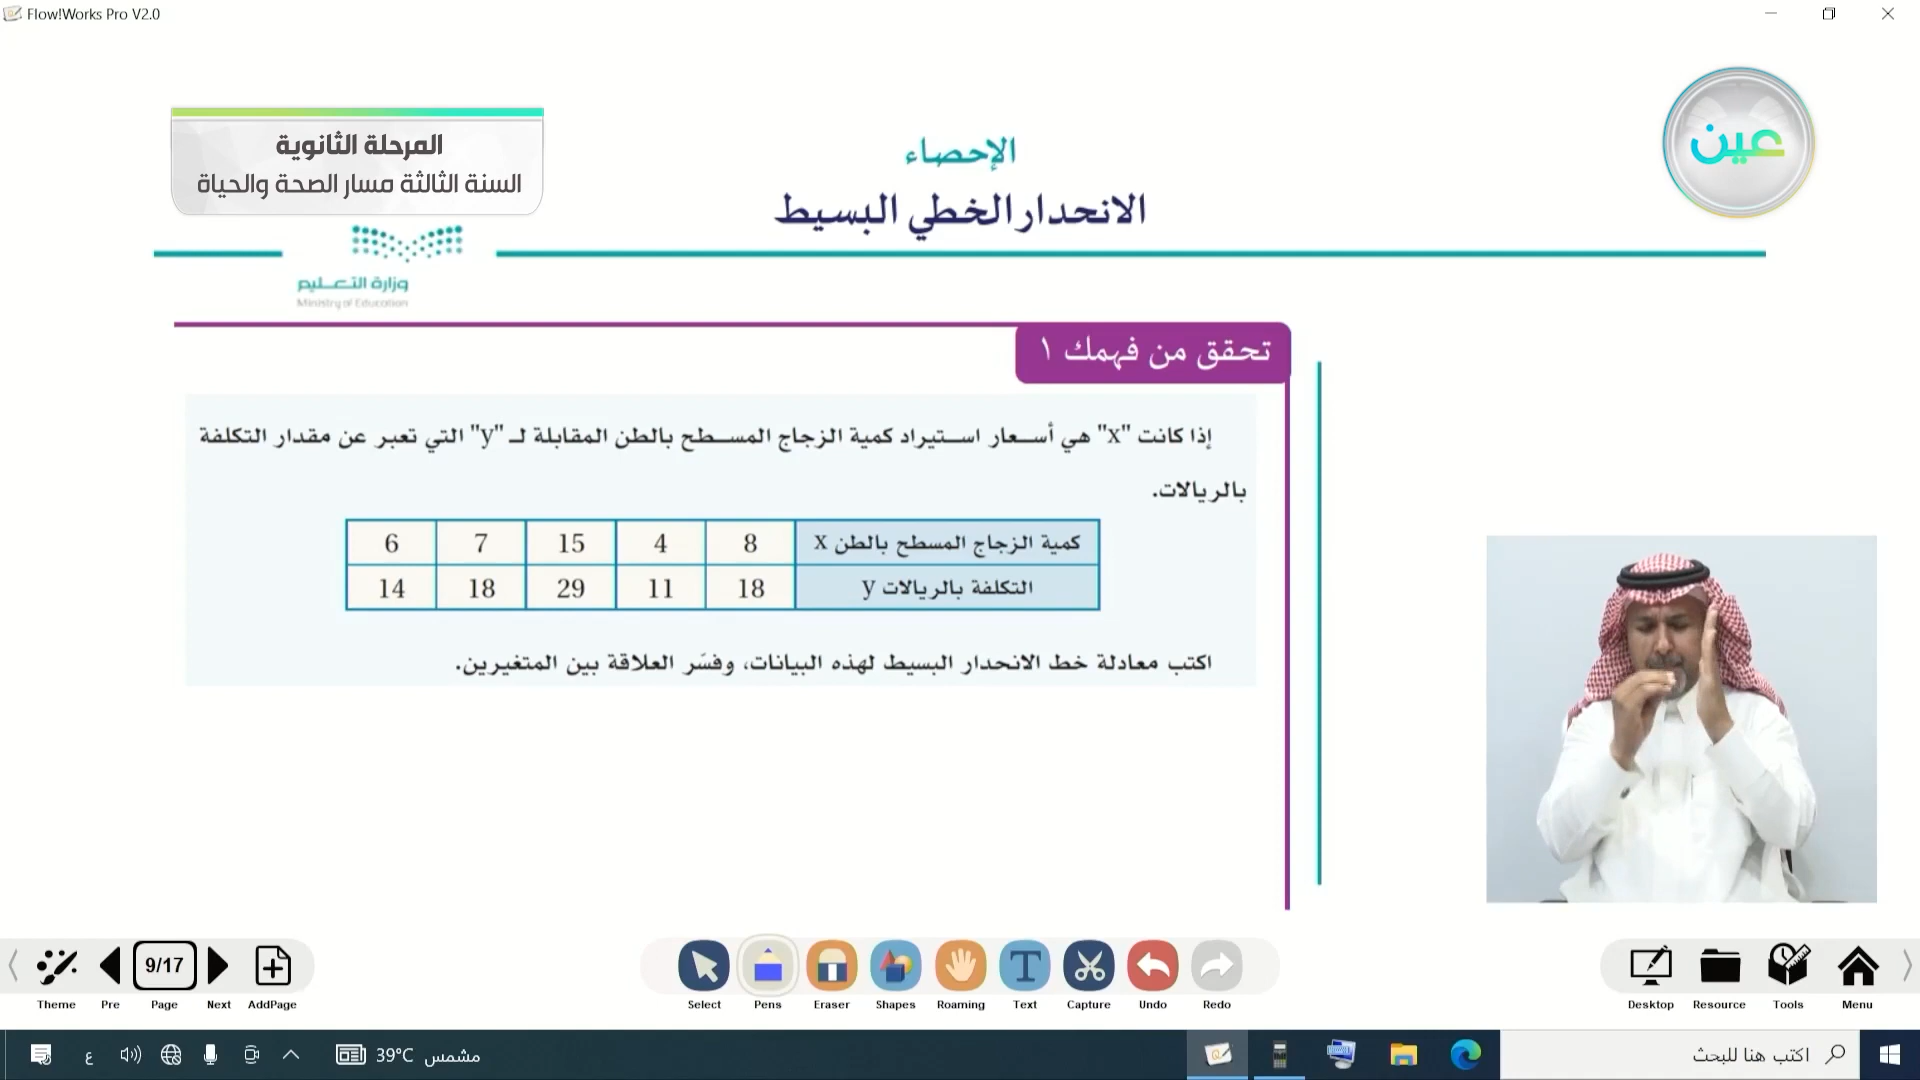 Flow!Works Pro V2.0
عين
الإحصاء
الانحدار الخطي البسيط
المرحلة الثانوية
السنة الثالثة مسار الصحة والحياة
وزارة التعليم
Ministry of Education
تحقق من فهمك ١
إذا كانت "x" هي أسعار استيراد كمية الزجاج المسطح بالطن المقابلة لـ "y" التي تعبر عن مقدار التكلفة
بالريالات.
كمية الزجاج المسطح بالطن x 8 4 15 7 6
التكلفة بالريالات y 18 11 29 18 14
اكتب معادلة خط الانحدار البسيط لهذه البيانات، وفسَر العلاقة بين المتغيرين.
9/17
Theme Pre Page Next AddPage
Select Pens Eraser Shapes Roaming Text Capture Undo Redo
Desktop Resource Tools Menu
ع
39°C مشمس
اكتب هنا للبحث